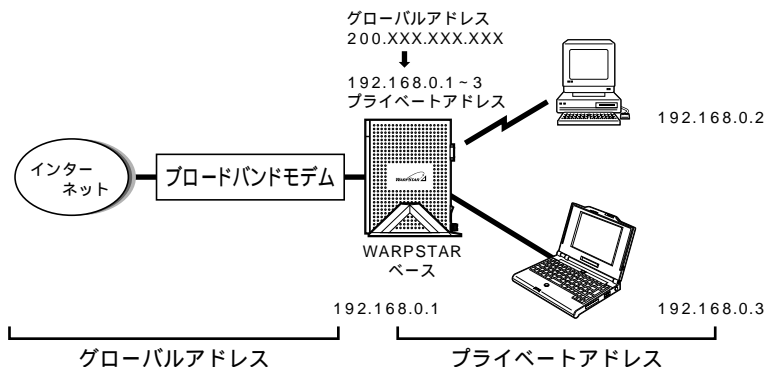 グローバルアドレス
200.XXX.XXX.XXX
192.168.0.1~3
プライベートアドレス
192.168.0.2
インター
ネット
ブロードバンドモデム
WARPSTAR
WARPSTAR
ベース
192.168.0.1
192.168.0.3
グローバルアドレス
プライベートアドレス